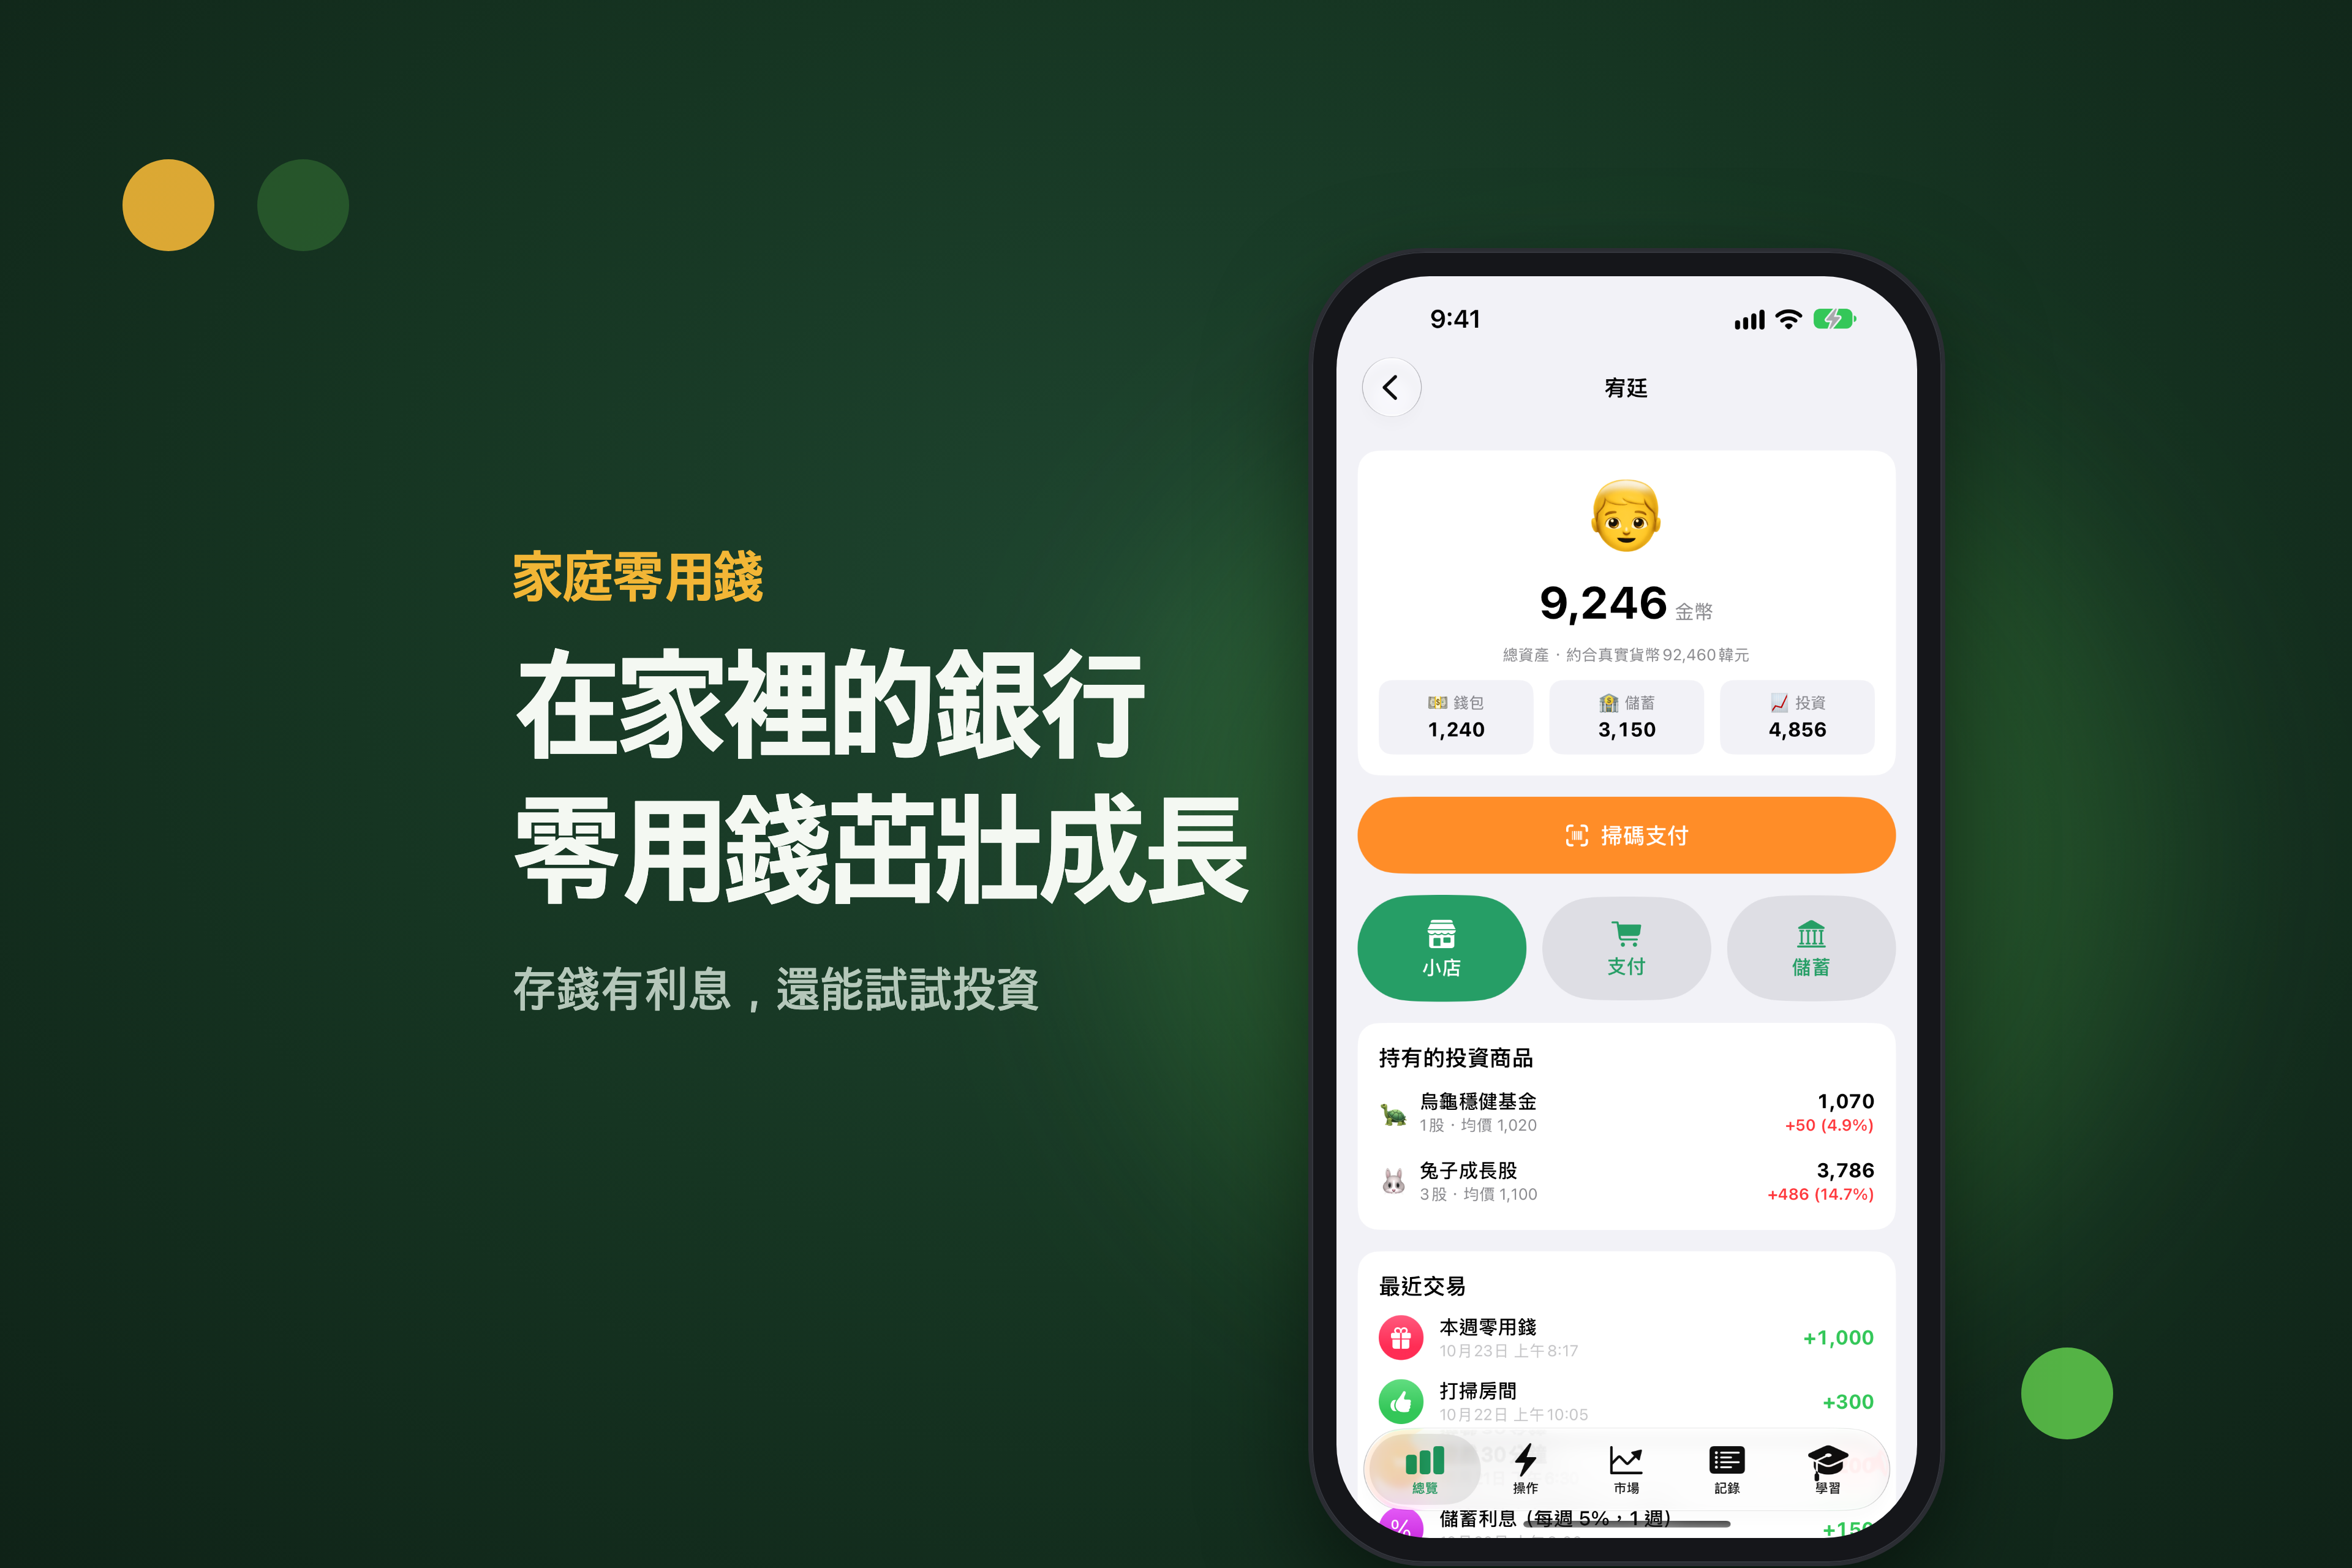 家庭零用錢
在家裡的銀行
零用錢茁壯成長
存錢有利息，還能試試投資
9:41
宥廷
9,246 金幣
總資產 · 約合真實貨幣92,460韓元
錢包
1,240
儲蓄
3,150
投資
4,856
掃碼支付
小店
支付
儲蓄
持有的投資商品
烏龜穩健基金
1股 · 均價 1,020
1,070
+50 (4.9%)
兔子成長股
3股 · 均價 1,100
3,786
+486 (14.7%)
最近交易
本週零用錢
10月23日 上午8:17
+1,000
打掃房間
10月22日 上午10:05
+300
總覽
操作
市場
記錄
學習
儲蓄利息 (每週 5%，1 週)
+150